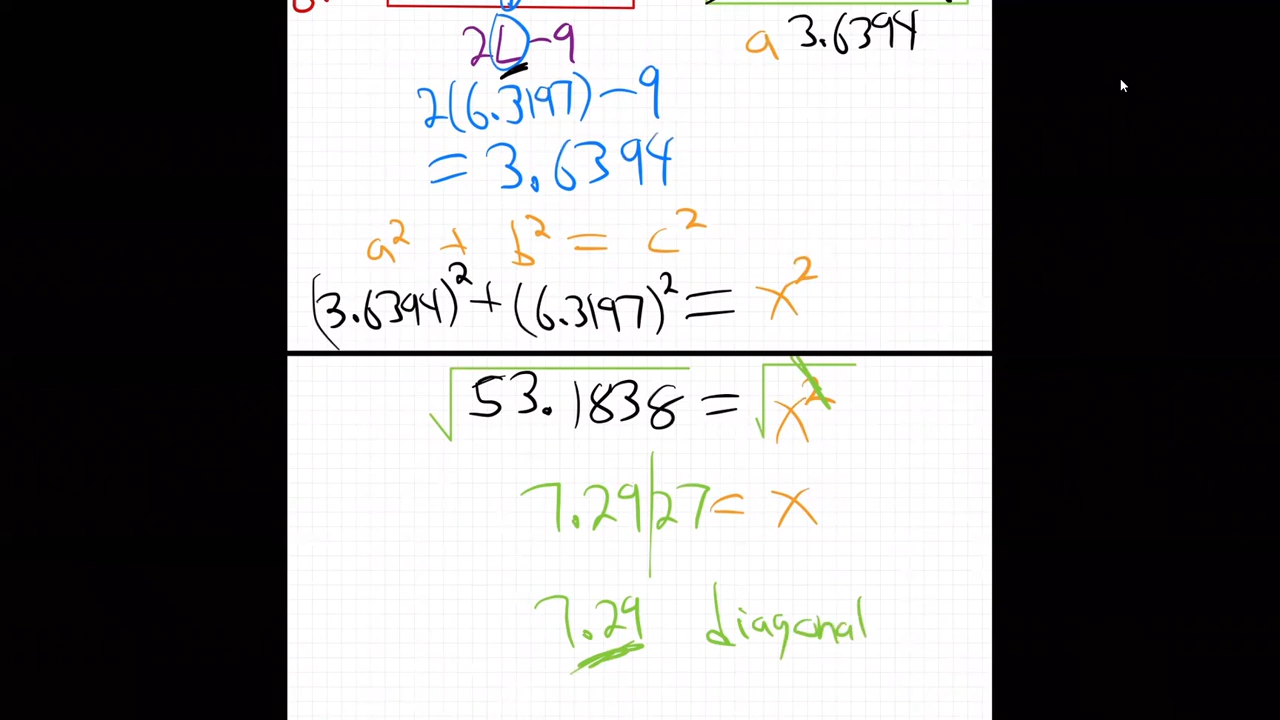 2L-9
a 3.6394
2(6.3197)-9
= 3.6394
a² + b² = c²
(3.6394)² + (6.3197)² = x²
√53.1838 = √x²
7.29|27 = x
7.29 diagonal